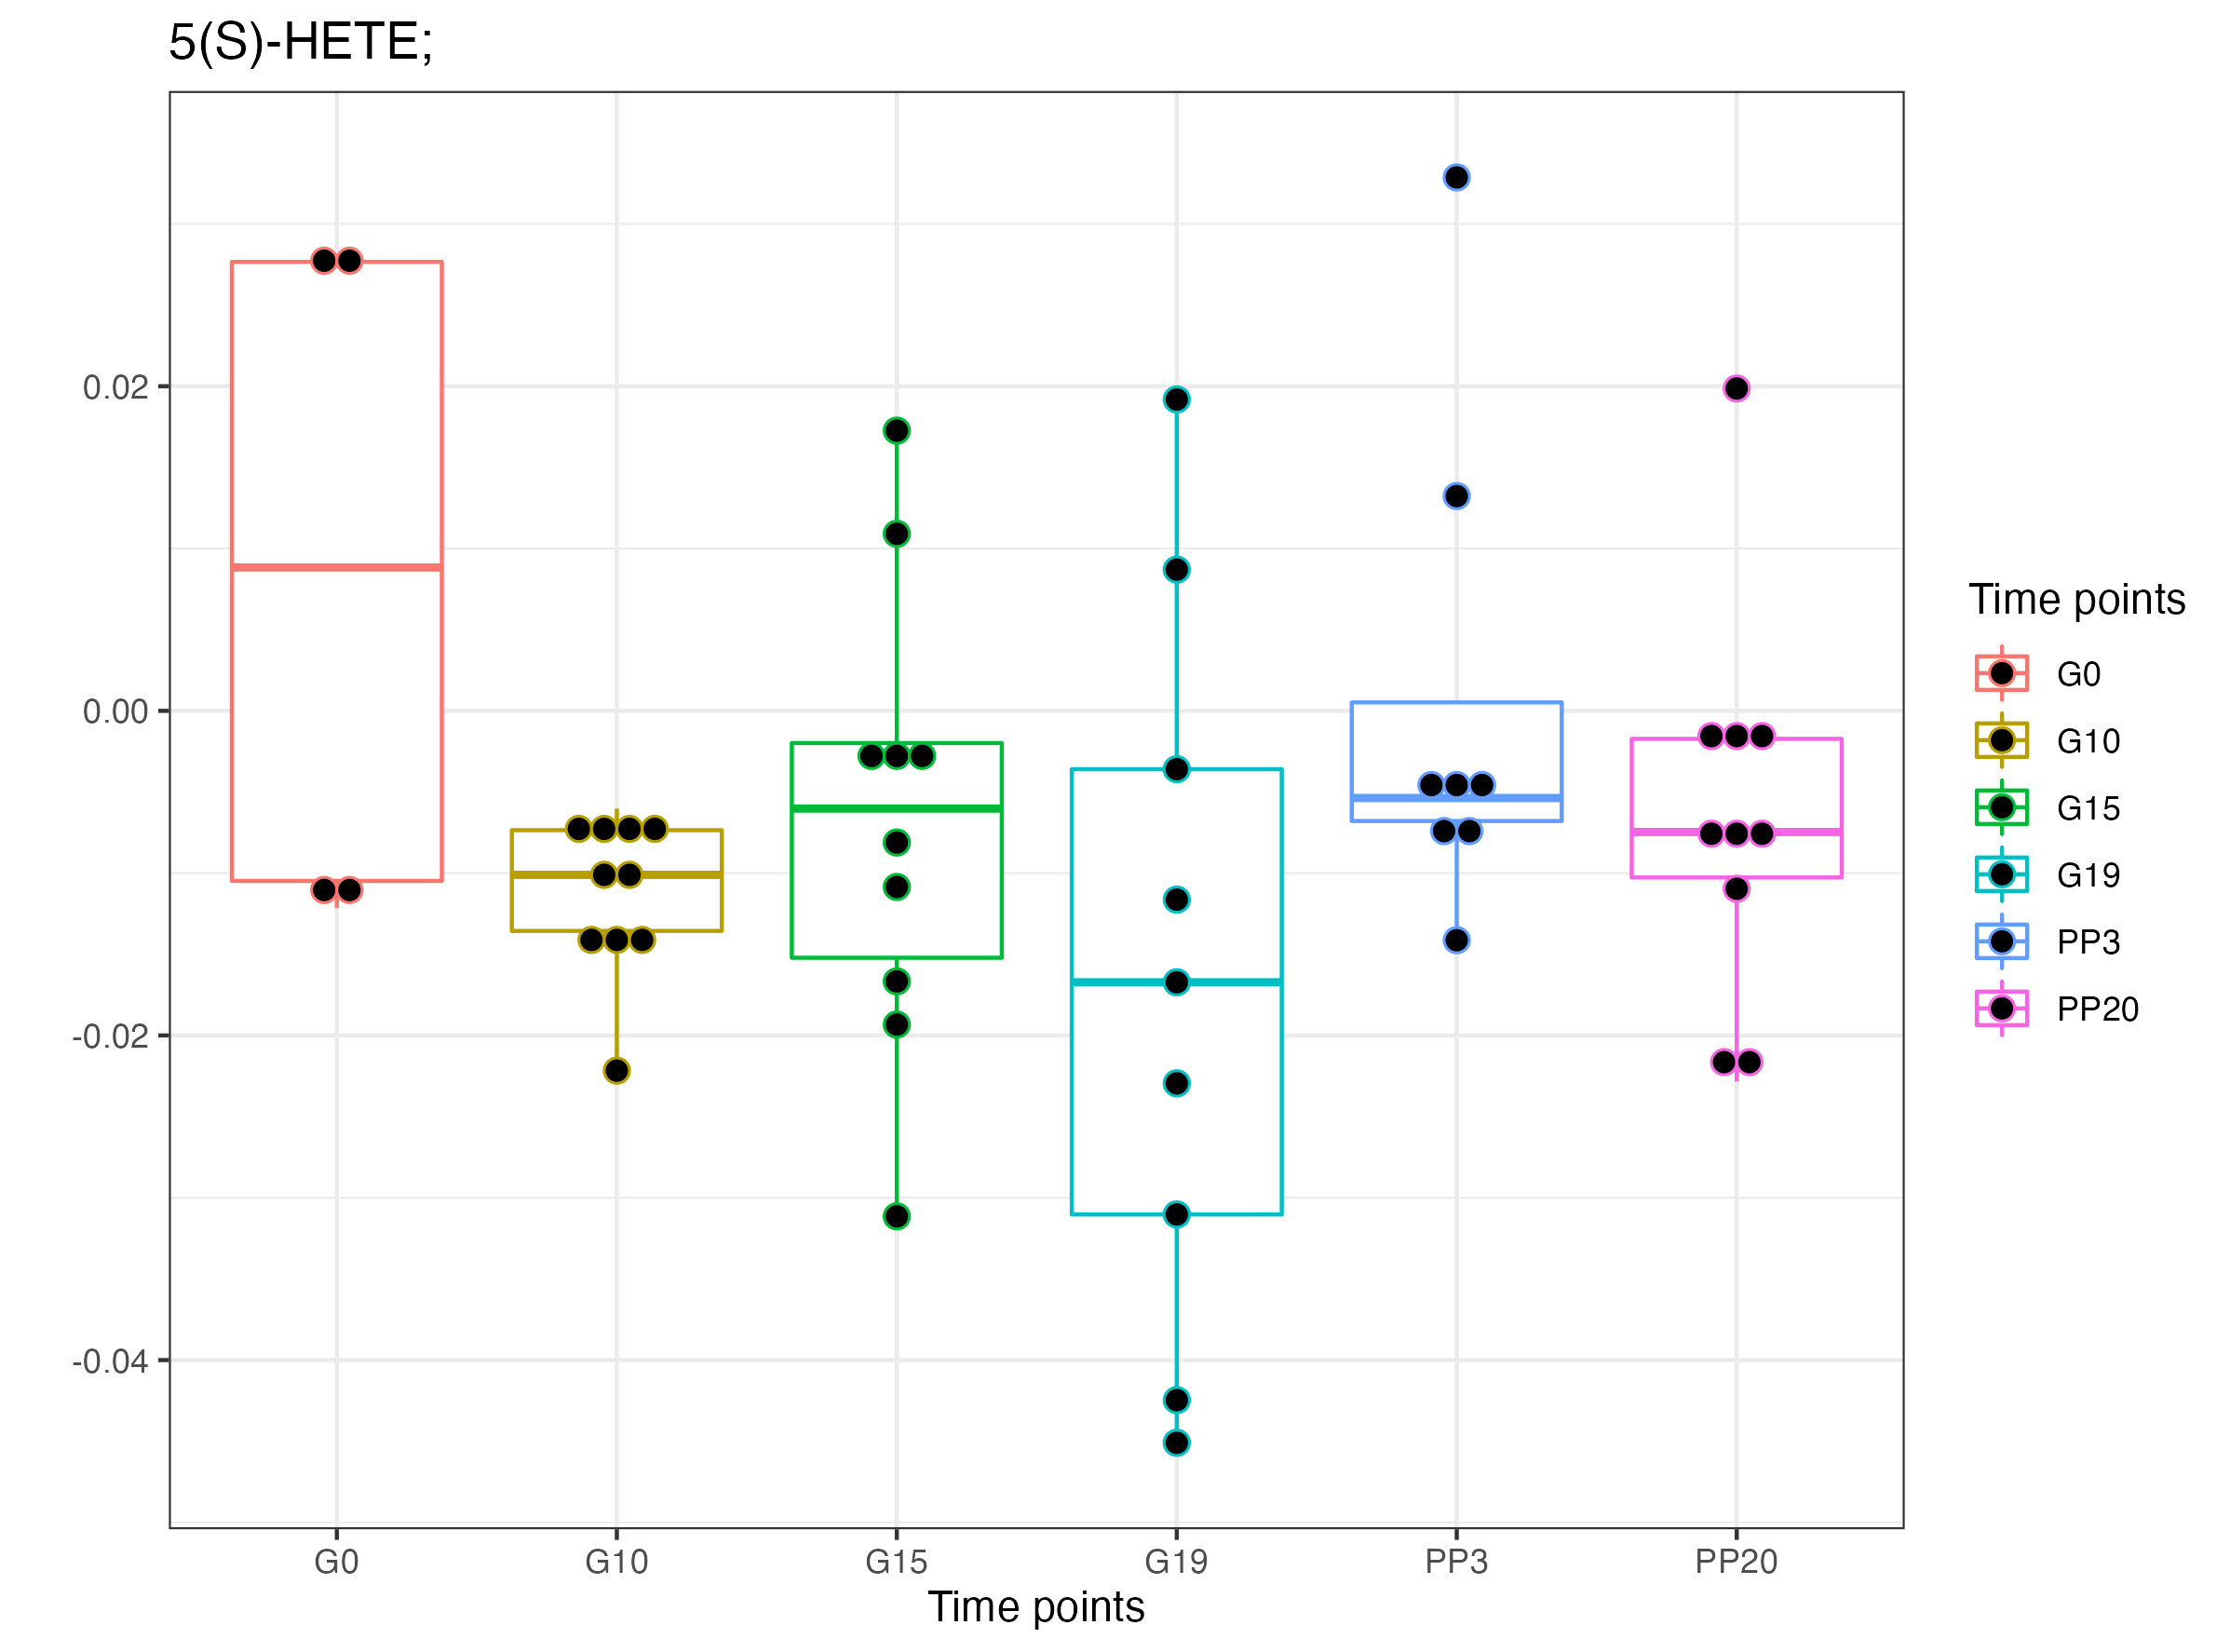 5(S)-HETE;
0.02
0.00
-0.02
-0.04
G0
G10
G15
G19
PP3
PP20
Time points
Time points
G0
G10
G15
G19
PP3
PP20